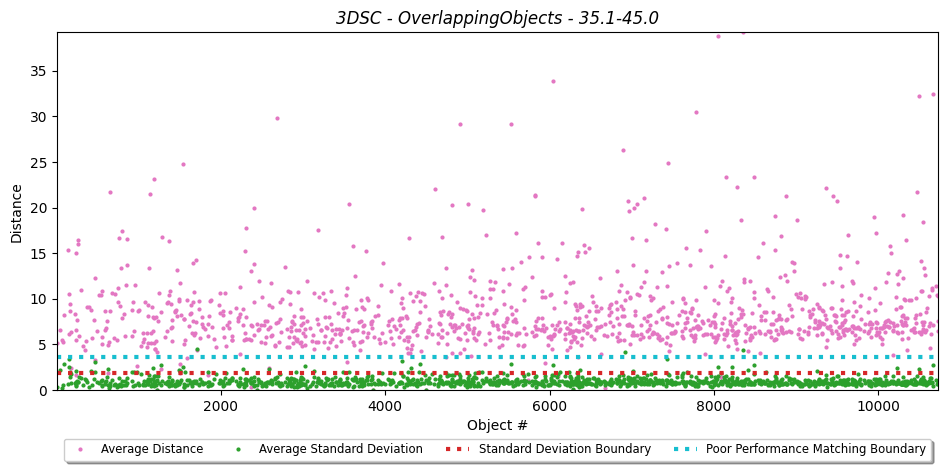 3DSC - OverlappingObjects - 35.1-45.0
35
30
25
20
15
10
5
0
Distance
2000 4000 6000 8000 10000
Object #
Average Distance Average Standard Deviation Standard Deviation Boundary Poor Performance Matching Boundary